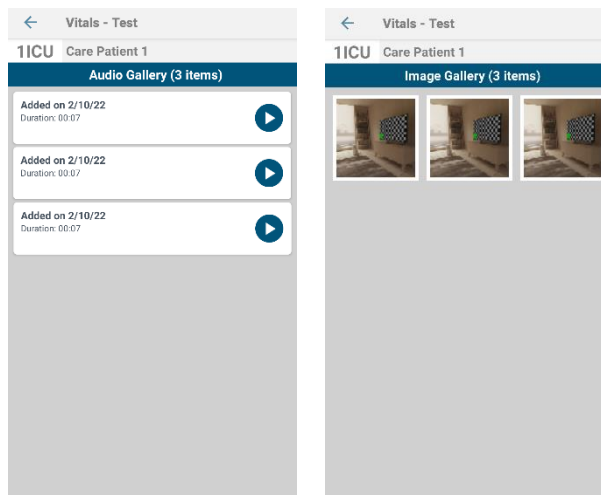 Vitals - Test
1ICU Care Patient 1
Audio Gallery (3 items)
Added on 2/10/22
Duration: 00:07
Added on 2/10/22
Duration: 00:07
Added on 2/10/22
Duration: 00:07
Vitals - Test
1ICU Care Patient 1
Image Gallery (3 items)